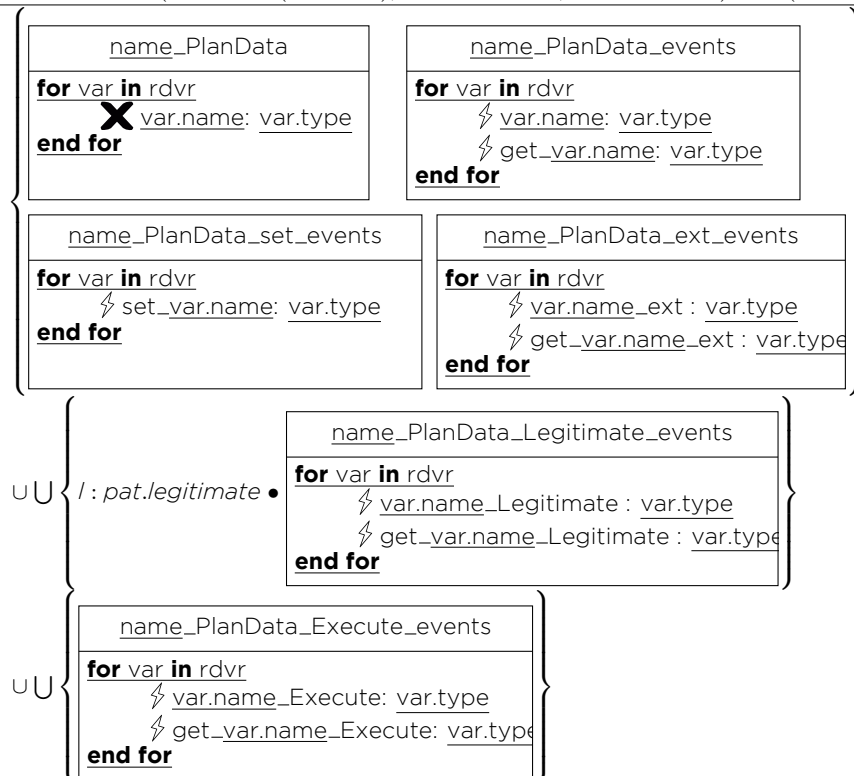 name_PlanData
for var in rdvr
var.name: var.type
end for
name_PlanData_events
for var in rdvr
var.name: var.type
get_var.name: var.type
end for
name_PlanData_set_events
for var in rdvr
set_var.name: var.type
end for
name_PlanData_ext_events
for var in rdvr
var.name_ext : var.type
get_var.name_ext : var.type
end for
∪⋃ { l : pat.legitimate •
name_PlanData_Legitimate_events
for var in rdvr
var.name_Legitimate : var.type
get_var.name_Legitimate : var.type
end for
∪⋃
name_PlanData_Execute_events
for var in rdvr
var.name_Execute: var.type
get_var.name_Execute: var.type
end for